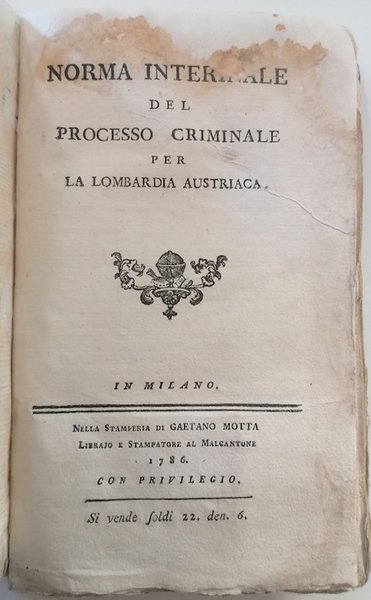 NORMA INTERINALE
DEL
PROCESSO CRIMINALE
PER
LA LOMBARDIA AUSTRIACA.
IN MILANO.
NELLA STAMPERIA DI GAETANO MOTTA
LIBRAJO E STAMPATORE AL MALCANTONE
1786.
CON PRIVILEGIO.
Si vende ſoldi 22. den. 6.